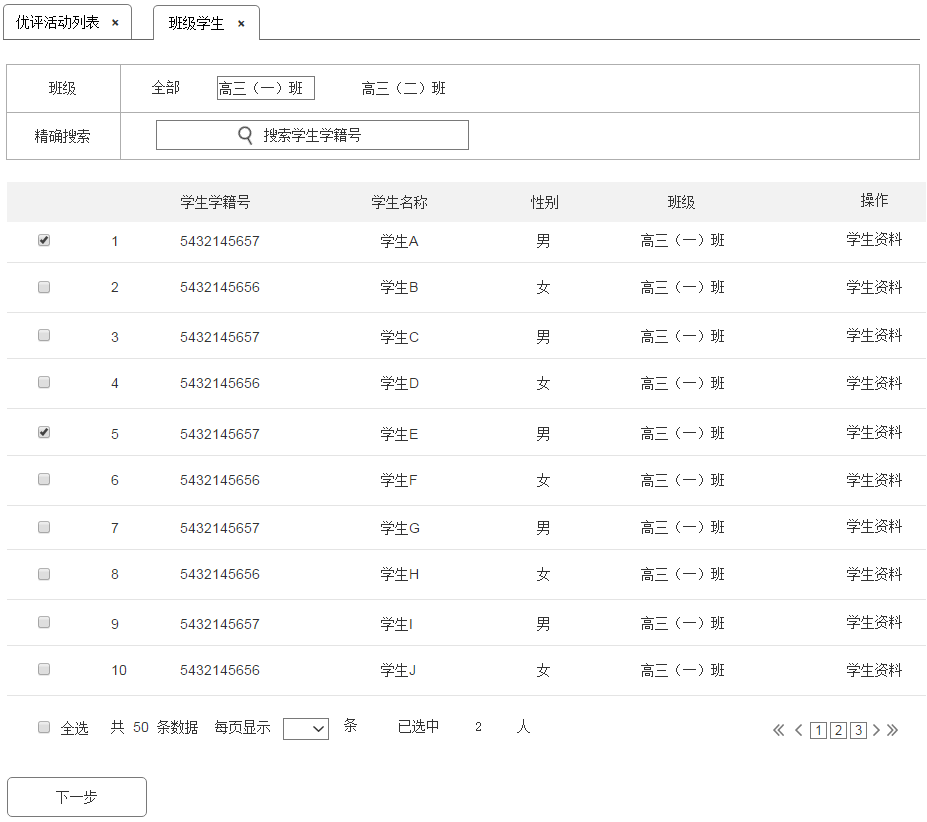 优评活动列表 × 班级学生 ×
班级 全部 高三（一）班 高三（二）班
精确搜索 搜索学生学籍号
学生学籍号 学生名称 性别 班级 操作
1 5432145657 学生A 男 高三（一）班 学生资料
2 5432145656 学生B 女 高三（一）班 学生资料
3 5432145657 学生C 男 高三（一）班 学生资料
4 5432145656 学生D 女 高三（一）班 学生资料
5 5432145657 学生E 男 高三（一）班 学生资料
6 5432145656 学生F 女 高三（一）班 学生资料
7 5432145657 学生G 男 高三（一）班 学生资料
8 5432145656 学生H 女 高三（一）班 学生资料
9 5432145657 学生I 男 高三（一）班 学生资料
10 5432145656 学生J 女 高三（一）班 学生资料
全选 共 50 条数据 每页显示 条 已选中 2 人 1 2 3
下一步